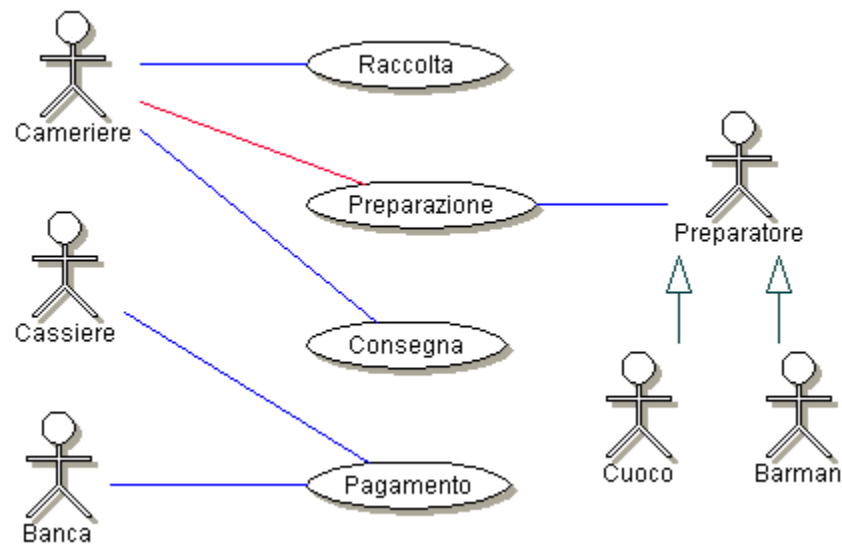 Raccolta
Cameriere
Preparazione
Preparatore
Cassiere
Consegna
Cuoco
Barman
Pagamento
Banca